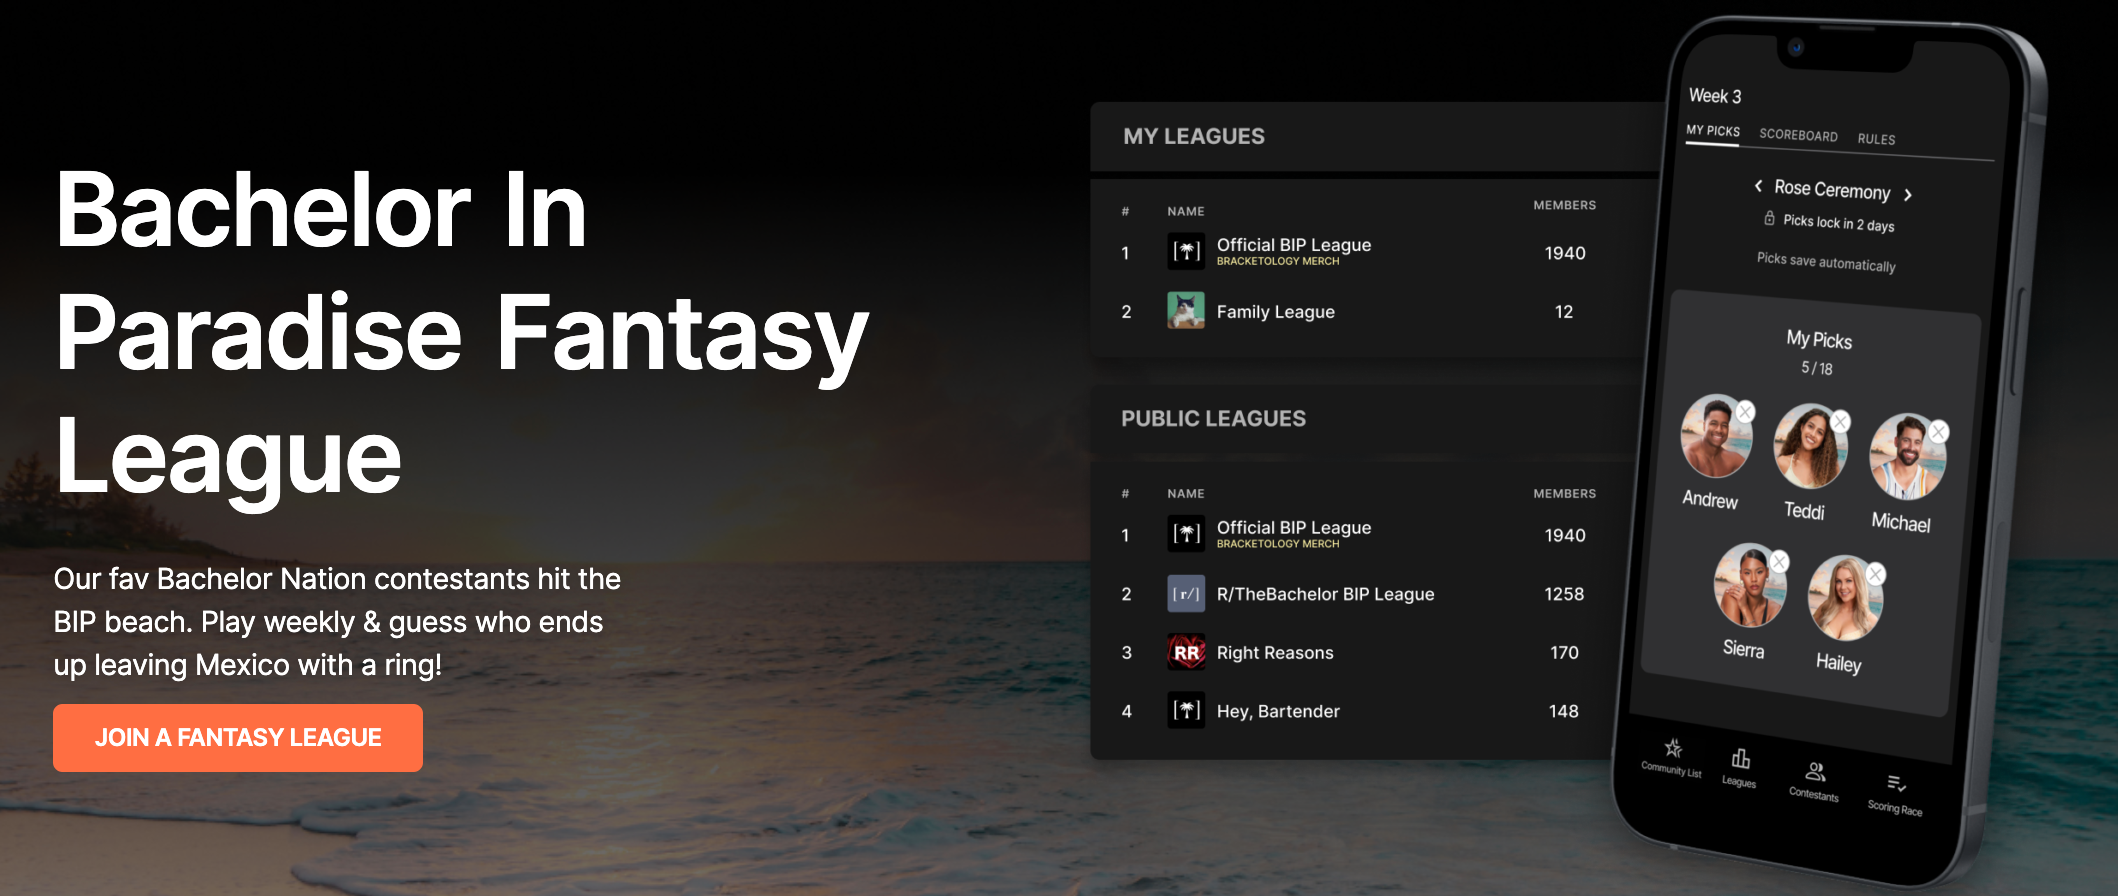 Bachelor In
Paradise Fantasy
League
Our fav Bachelor Nation contestants hit the
BIP beach. Play weekly & guess who ends
up leaving Mexico with a ring!
JOIN A FANTASY LEAGUE
MY LEAGUES
# NAME MEMBERS
1 [ ] Official BIP League 1940
BRACKETOLOGY MERCH
2 Family League 12
PUBLIC LEAGUES
# NAME MEMBERS
1 [ ] Official BIP League 1940
BRACKETOLOGY MERCH
2 [r/] R/TheBachelor BIP League 1258
3 RR Right Reasons 170
4 [ ] Hey, Bartender 148
Week 3
MY PICKS SCOREBOARD RULES
< Rose Ceremony >
Picks lock in 2 days
Picks save automatically
My Picks
5 / 18
Andrew Teddi Michael
Sierra Hailey
Community List Leagues Contestants Scoring Race